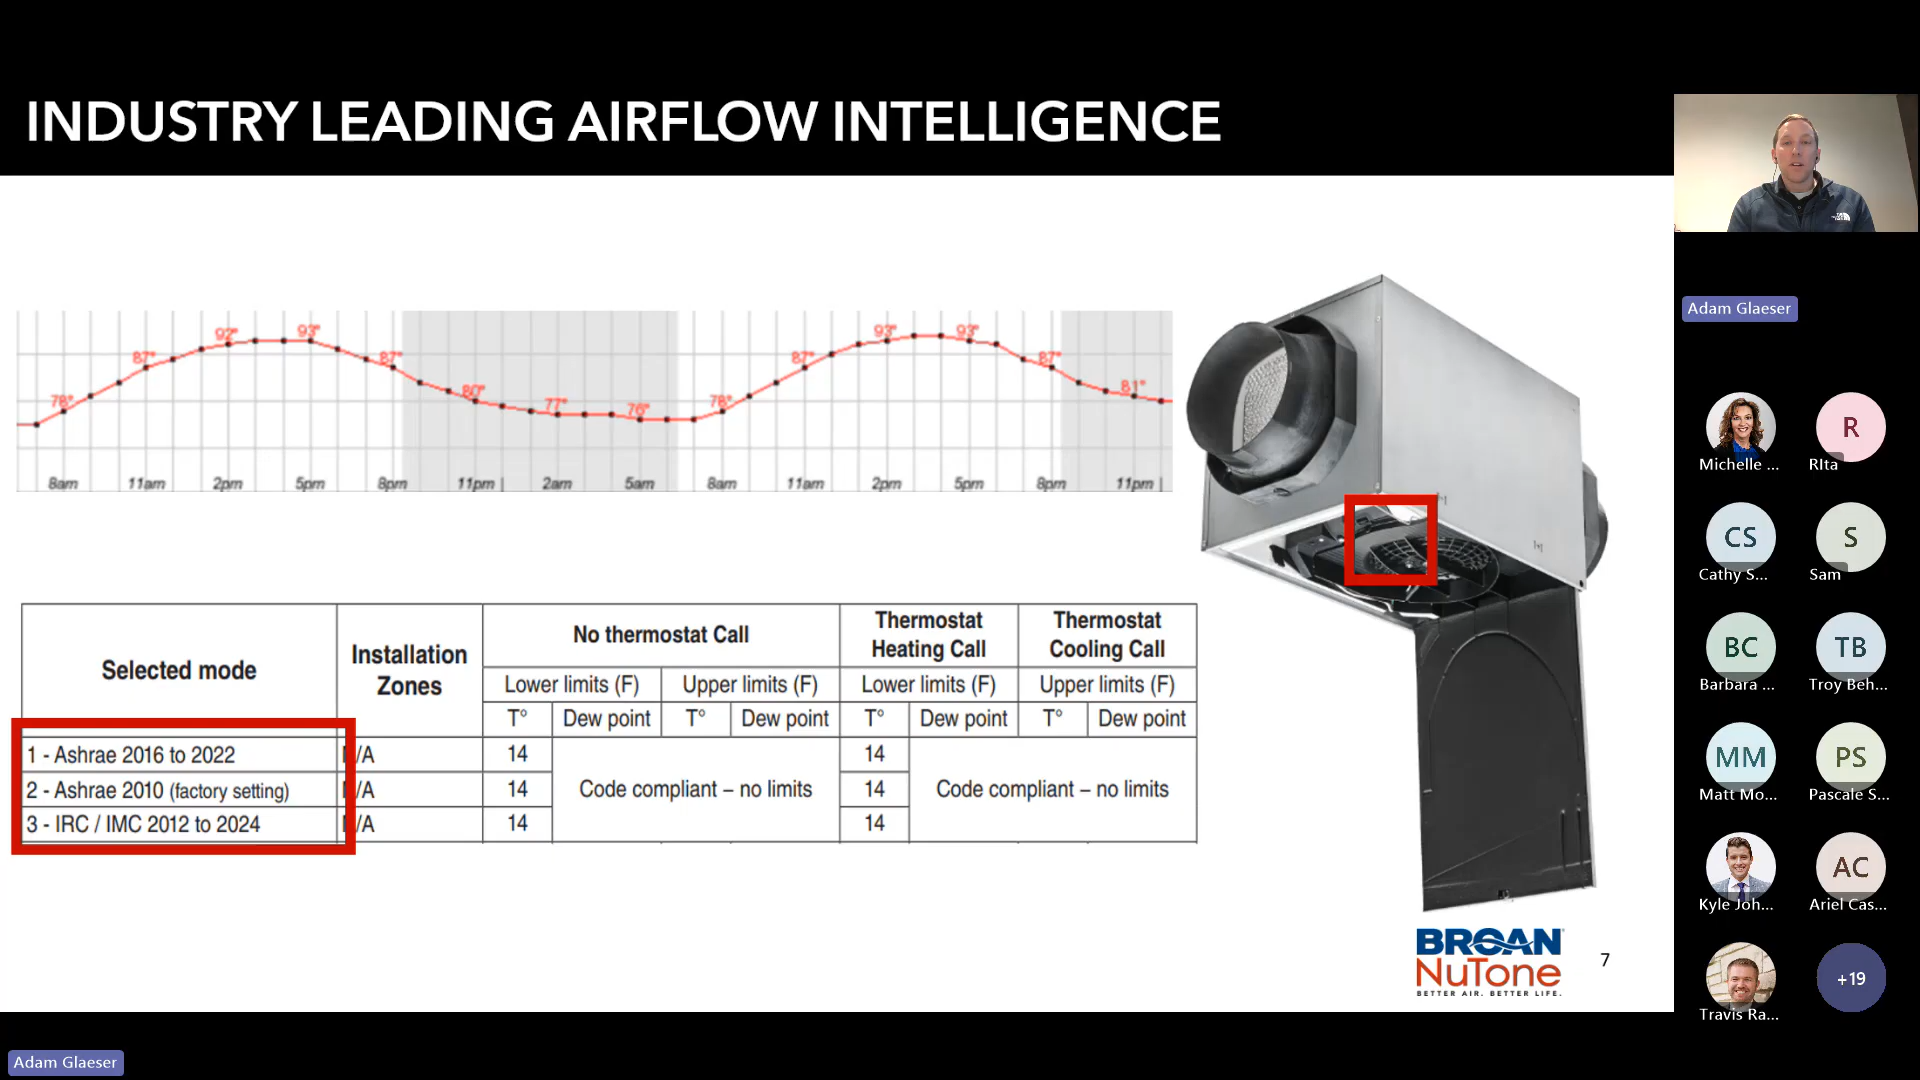 INDUSTRY LEADING AIRFLOW INTELLIGENCE
78° 87° 92° 93° 87° 80° 77° 76° 78° 87° 93° 93° 87° 81°
8am 11am 2pm 5pm 8pm 11pm 2am 5am 8am 11am 2pm 5pm 8pm 11pm
Selected mode
Installation
Zones
No thermostat Call
Thermostat
Heating Call
Thermostat
Cooling Call
Lower limits (F) Upper limits (F) Lower limits (F) Upper limits (F)
T° Dew point T° Dew point T° Dew point T° Dew point
1 - Ashrae 2016 to 2022 /A 14 14
2 - Ashrae 2010 (factory setting) /A 14 Code compliant – no limits 14 Code compliant – no limits
3 - IRC / IMC 2012 to 2024 /A 14 14
BROAN
NuTone
BETTER AIR. BETTER LIFE.
7
THE NORTH FACE
Adam Glaeser
Michelle ...
R
RIta
CS
Cathy S...
S
Sam
BC
Barbara ...
TB
Troy Beh...
MM
Matt Mo...
PS
Pascale S...
Kyle Joh...
AC
Ariel Cas...
Travis Ra...
+19
Adam Glaeser